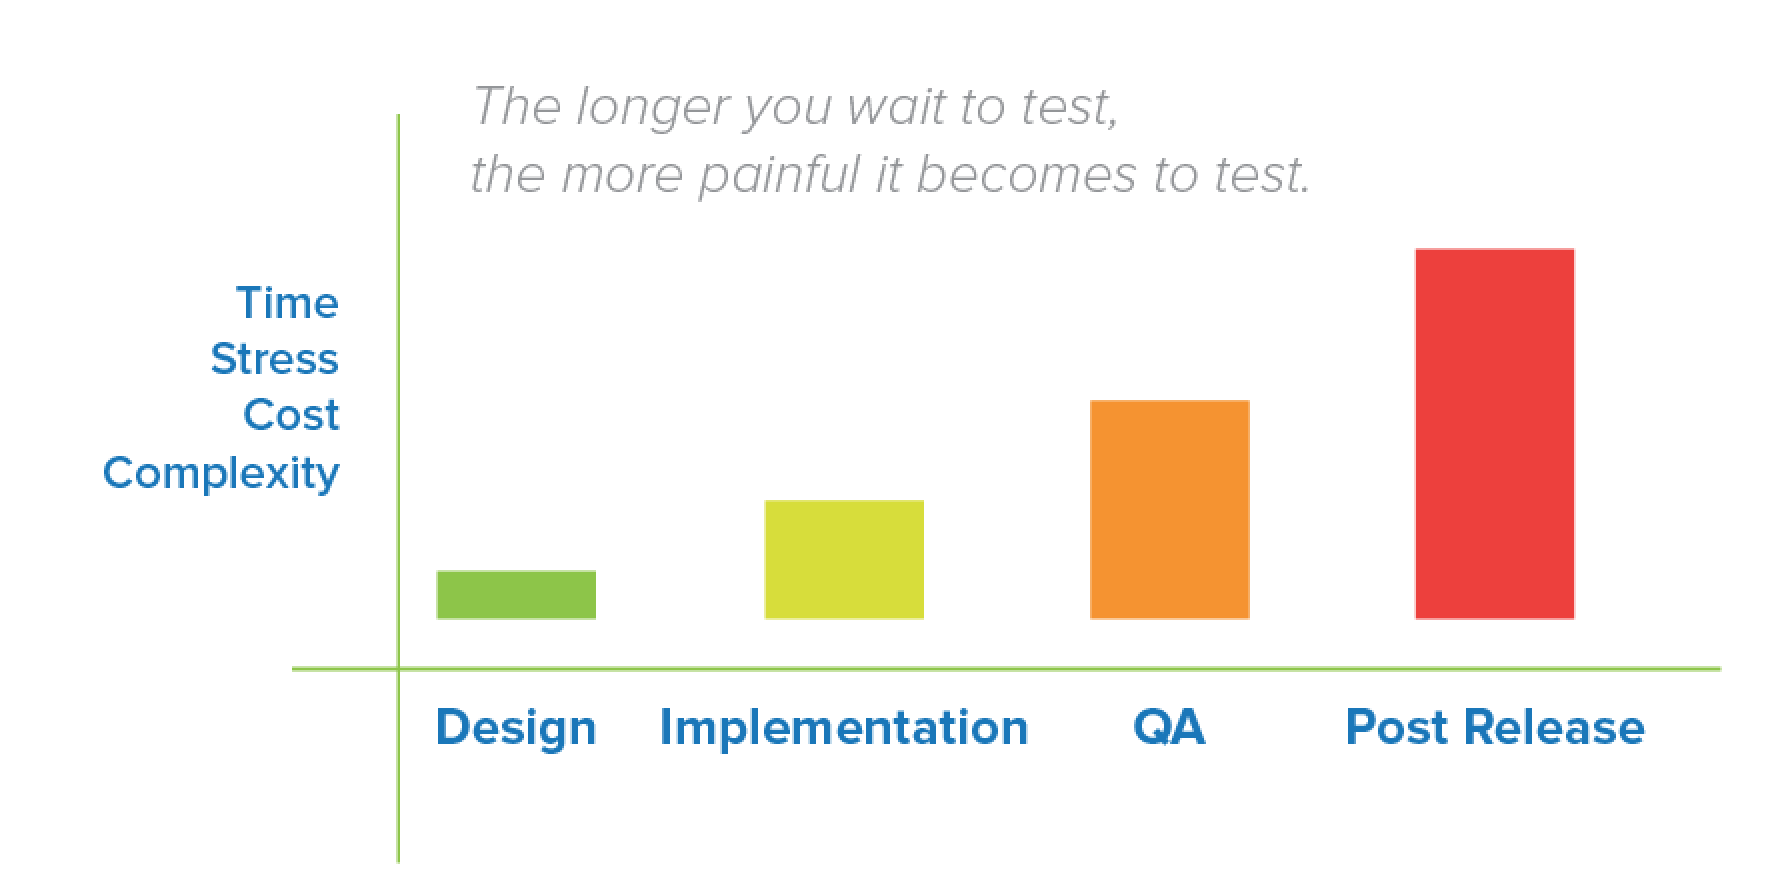 The longer you wait to test,
the more painful it becomes to test.
Time
Stress
Cost
Complexity
Design
Implementation
QA
Post Release